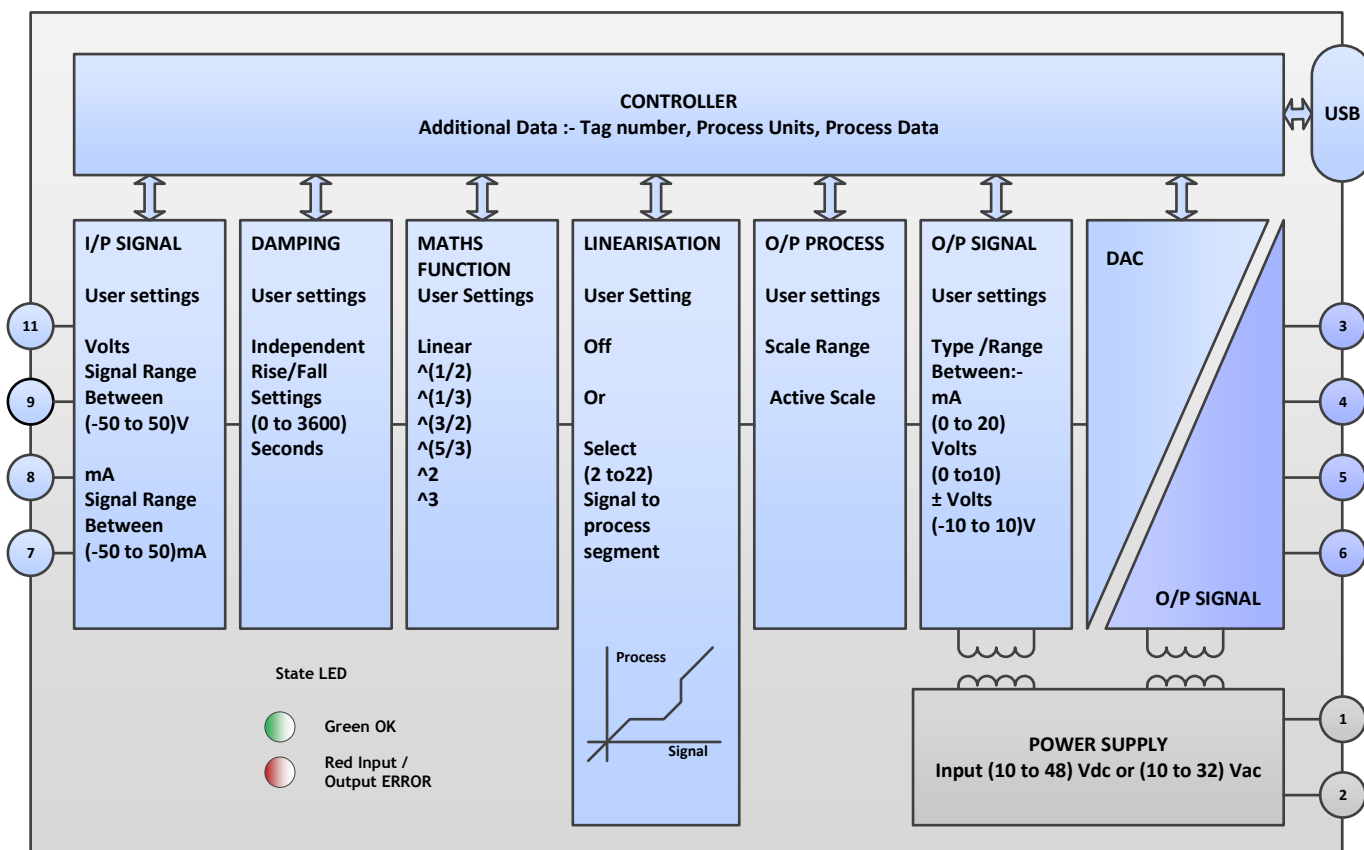 CONTROLLER
Additional Data :- Tag number, Process Units, Process Data
USB
I/P SIGNAL
User settings
Volts
Signal Range
Between
(-50 to 50)V
mA
Signal Range
Between
(-50 to 50)mA
DAMPING
User settings
Independent
Rise/Fall
Settings
(0 to 3600)
Seconds
MATHS
FUNCTION
User Settings
Linear
^(1/2)
^(1/3)
^(3/2)
^(5/3)
^2
^3
LINEARISATION
User Setting
Off
Or
Select
(2 to22)
Signal to
process
segment
Process
Signal
O/P PROCESS
User settings
Scale Range
Active Scale
O/P SIGNAL
User settings
Type /Range
Between:-
mA
(0 to 20)
Volts
(0 to10)
± Volts
(-10 to 10)V
DAC
O/P SIGNAL
11
9
8
7
3
4
5
6
State LED
Green OK
Red Input /
Output ERROR
POWER SUPPLY
Input (10 to 48) Vdc or (10 to 32) Vac
1
2